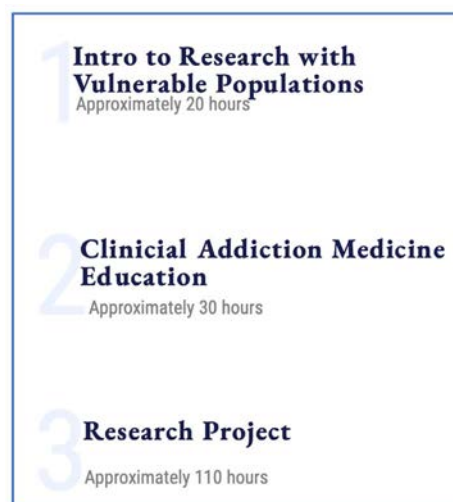 1
Intro to Research with
Vulnerable Populations
Approximately 20 hours
2
Clinicial Addiction Medicine
Education
Approximately 30 hours
3
Research Project
Approximately 110 hours